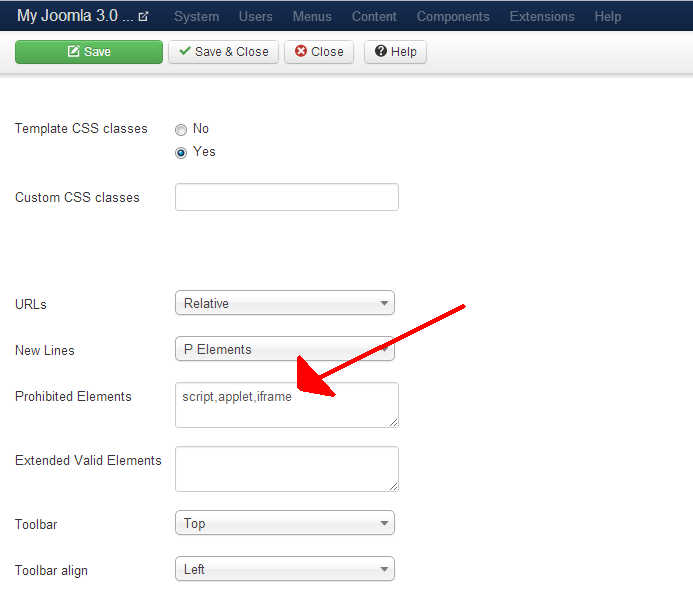 My Joomla 3.0 ... System Users Menus Content Components Extensions Help
Save Save & Close Close Help
Template CSS classes No
Yes
Custom CSS classes
URLs Relative
New Lines P Elements
Prohibited Elements script,applet,iframe
Extended Valid Elements
Toolbar Top
Toolbar align Left